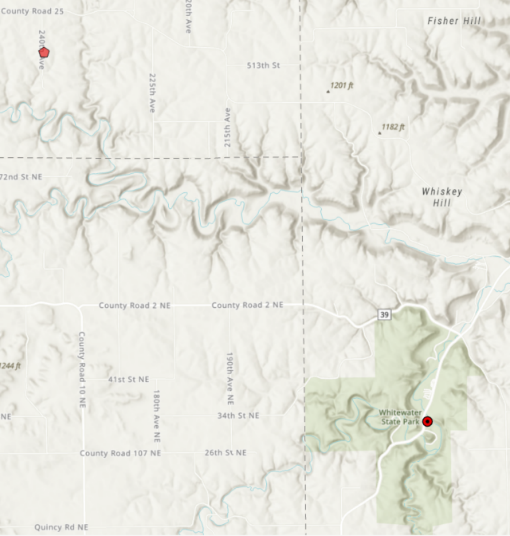 County Road 25
20th Ave
Fisher Hill
240th Ave
513th St
225th Ave
1201 ft
215th Ave
1182 ft
72nd St NE
Whiskey
Hill
County Road 2 NE
County Road 2 NE
39
County Road 10 NE
1244 ft
190th Ave NE
41st St NE
180th Ave NE
Whitewater
State Park
NE
34th St NE
County Road 107 NE
26th St NE
Quincy Rd NE